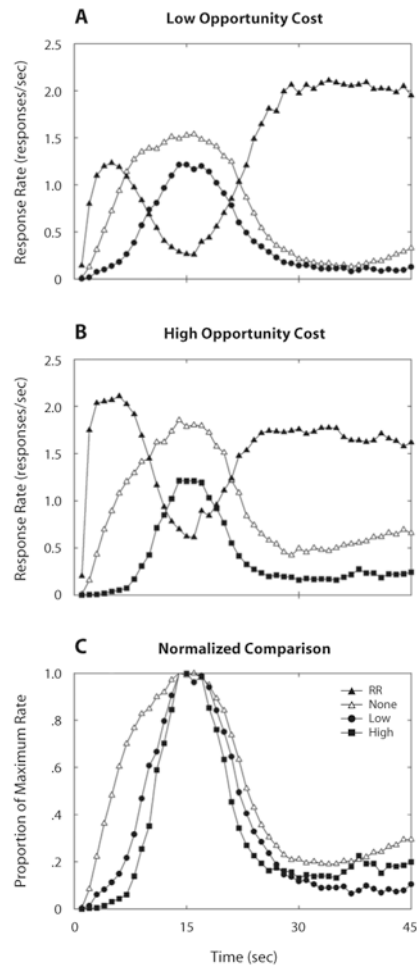 A
Low Opportunity Cost
Response Rate (responses/sec)
2.5
2.0
1.5
1.0
0.5
0
B
High Opportunity Cost
Response Rate (responses/sec)
2.5
2.0
1.5
1.0
0.5
0
C
Normalized Comparison
Proportion of Maximum Rate
1.0
.8
.6
.4
.2
0
RR
None
Low
High
0 15 30 45
Time (sec)